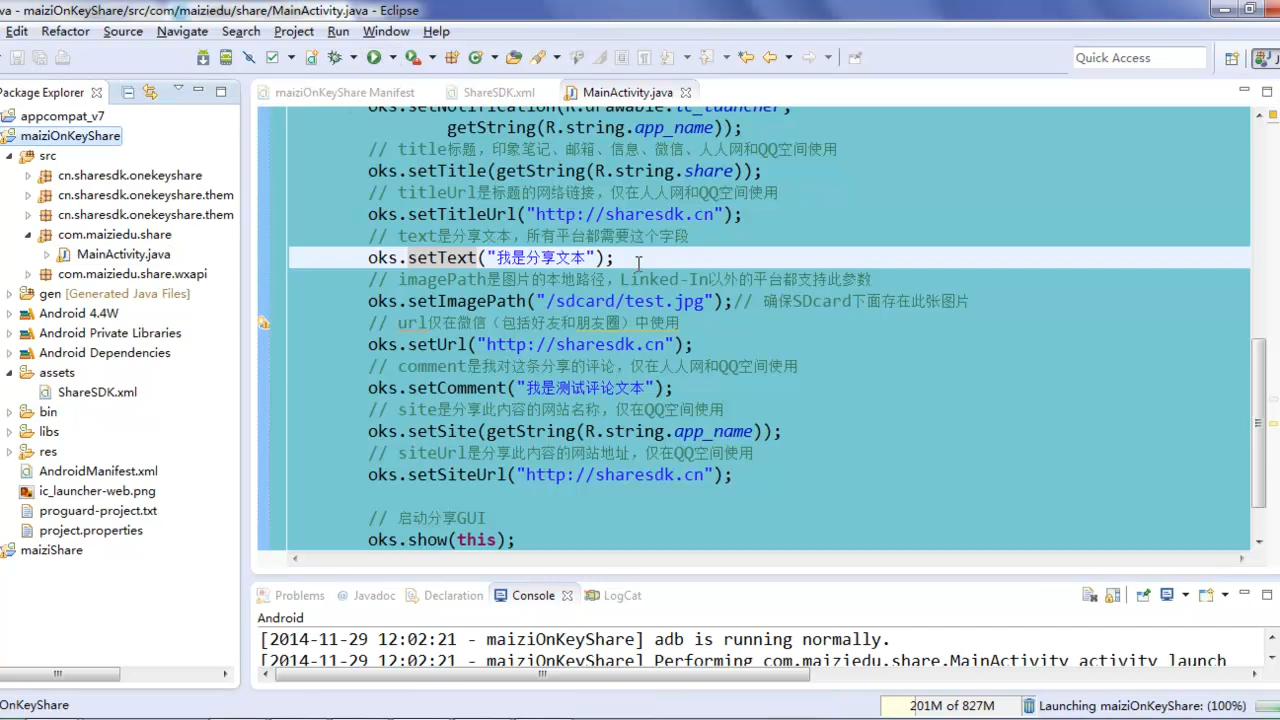 va - maiziOnKeyShare/src/com/maiziedu/share/MainActivity.java - Eclipse
Edit Refactor Source Navigate Search Project Run Window Help
Quick Access
Package Explorer
maiziOnKeyShare Manifest
ShareSDK.xml
MainActivity.java
appcompat_v7
maiziOnKeyShare
src
cn.sharesdk.onekeyshare
cn.sharesdk.onekeyshare.them
cn.sharesdk.onekeyshare.them
com.maiziedu.share
MainActivity.java
com.maiziedu.share.wxapi
gen [Generated Java Files]
Android 4.4W
Android Private Libraries
Android Dependencies
assets
ShareSDK.xml
bin
libs
res
AndroidManifest.xml
ic_launcher-web.png
proguard-project.txt
project.properties
maiziShare
oks.setNotification(R.drawable.ic_launcher,
getString(R.string.app_name));
// title标题，印象笔记、邮箱、信息、微信、人人网和QQ空间使用
oks.setTitle(getString(R.string.share));
// titleUrl是标题的网络链接，仅在人人网和QQ空间使用
oks.setTitleUrl("http://sharesdk.cn");
// text是分享文本，所有平台都需要这个字段
oks.setText("我是分享文本");
// imagePath是图片的本地路径，Linked-In以外的平台都支持此参数
oks.setImagePath("/sdcard/test.jpg");// 确保SDcard下面存在此张图片
// url仅在微信（包括好友和朋友圈）中使用
oks.setUrl("http://sharesdk.cn");
// comment是我对这条分享的评论，仅在人人网和QQ空间使用
oks.setComment("我是测试评论文本");
// site是分享此内容的网站名称，仅在QQ空间使用
oks.setSite(getString(R.string.app_name));
// siteUrl是分享此内容的网站地址，仅在QQ空间使用
oks.setSiteUrl("http://sharesdk.cn");
// 启动分享GUI
oks.show(this);
Problems @ Javadoc Declaration Console LogCat
Android
[2014-11-29 12:02:21 - maiziOnKeyShare] adb is running normally.
[2014-11-29 12:02:21 - maiziOnKeyShare] Performing com.maiziedu.share.MainActivity activity launch
OnKeyShare
201M of 827M
Launching maiziOnKeyShare: (100%)